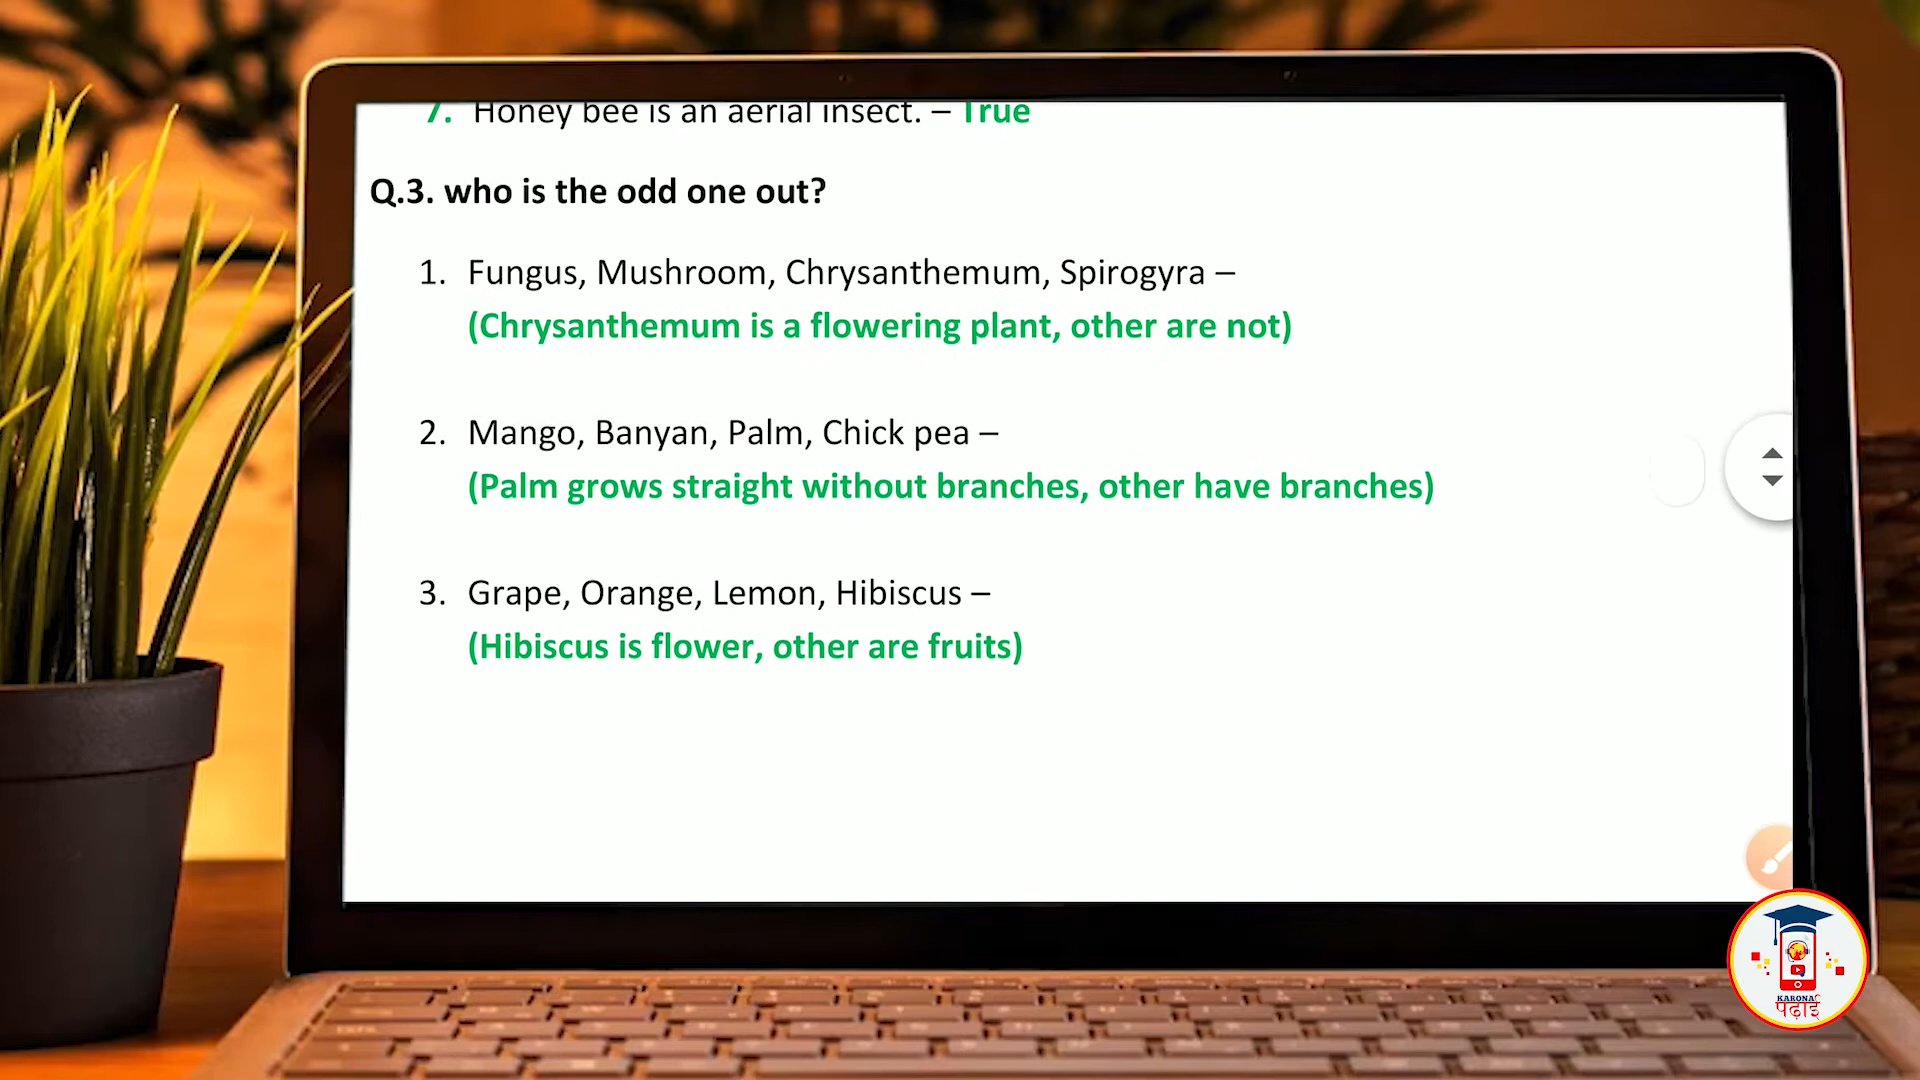 7. Honey bee is an aerial insect. – True
Q.3. who is the odd one out?
1. Fungus, Mushroom, Chrysanthemum, Spirogyra –
(Chrysanthemum is a flowering plant, other are not)
2. Mango, Banyan, Palm, Chick pea –
(Palm grows straight without branches, other have branches)
3. Grape, Orange, Lemon, Hibiscus –
(Hibiscus is flower, other are fruits)
KARONA
पढ़ाई